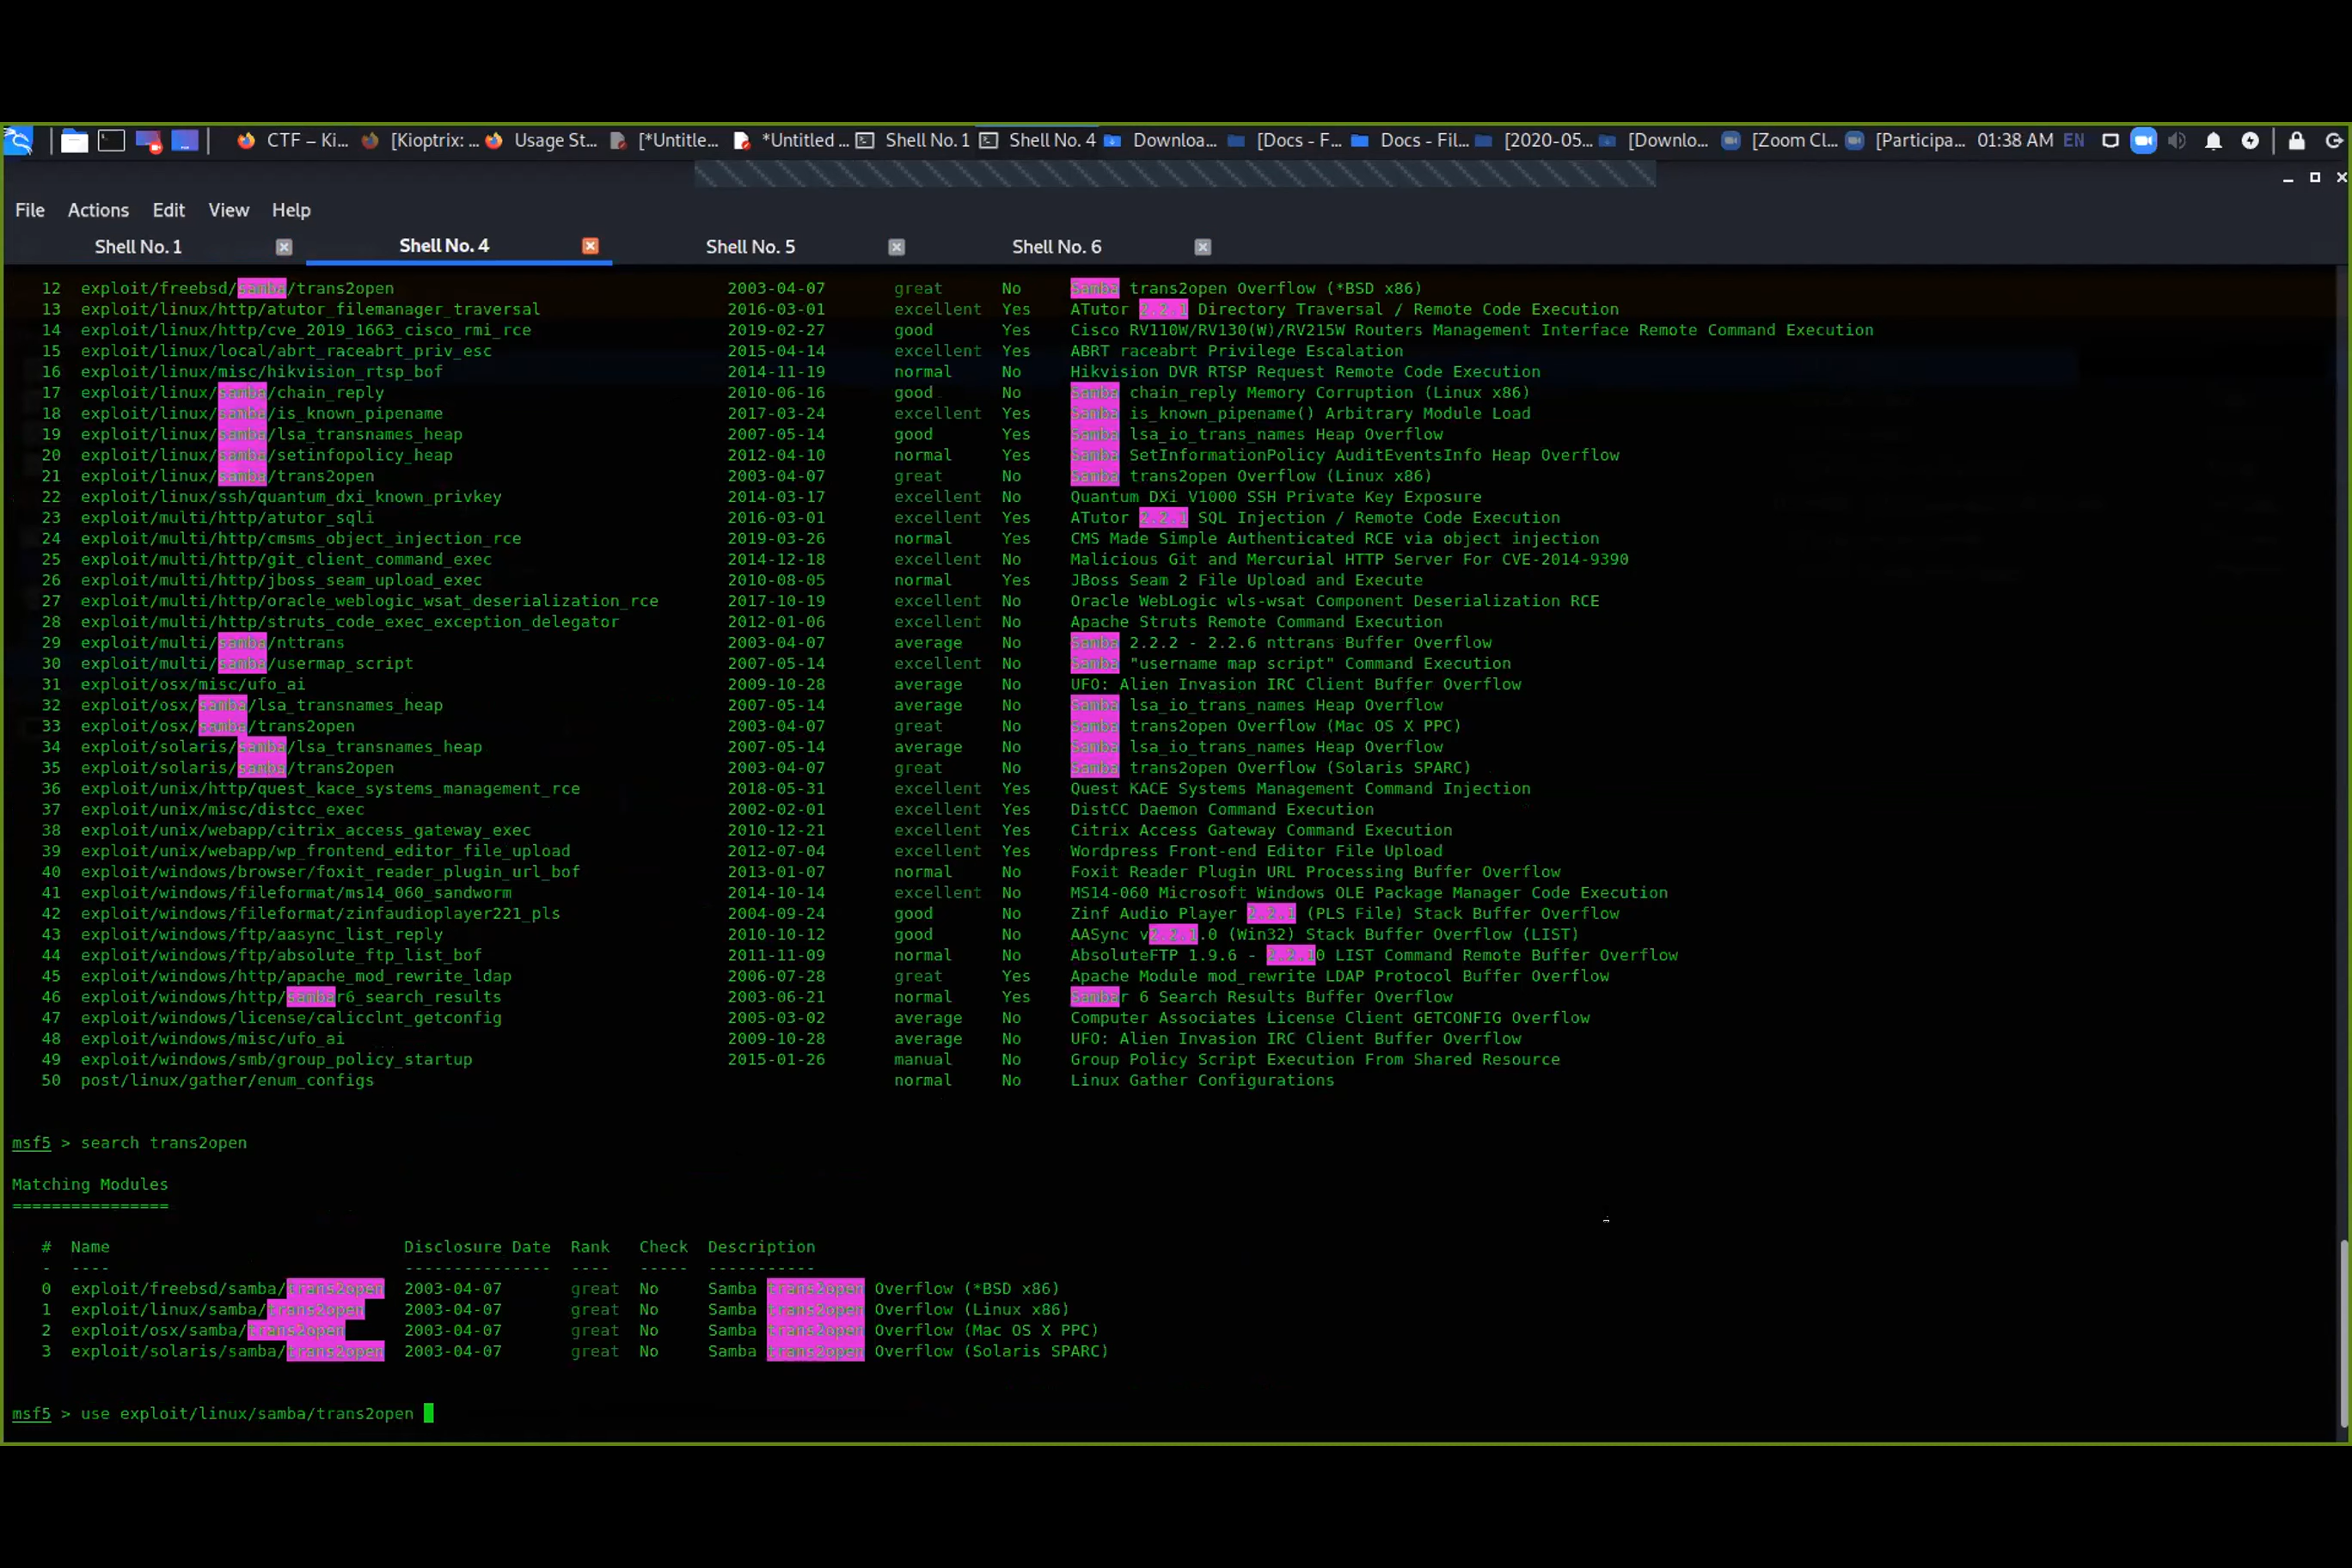 CTF – Ki... [Kioptrix: ... Usage St... [*Untitle... *Untitled ... Shell No. 1 Shell No. 4 Downloa... [Docs - F... Docs - Fil... [2020-05... [Downlo... [Zoom Cl... [Participa... 01:38 AM EN
File Actions Edit View Help
Shell No. 1 Shell No. 4 Shell No. 5 Shell No. 6
12 exploit/freebsd/samba/trans2open 2003-04-07 great No Samba trans2open Overflow (*BSD x86)
13 exploit/linux/http/atutor_filemanager_traversal 2016-03-01 excellent Yes ATutor 2.2.1 Directory Traversal / Remote Code Execution
14 exploit/linux/http/cve_2019_1663_cisco_rmi_rce 2019-02-27 good Yes Cisco RV110W/RV130(W)/RV215W Routers Management Interface Remote Command Execution
15 exploit/linux/local/abrt_raceabrt_priv_esc 2015-04-14 excellent Yes ABRT raceabrt Privilege Escalation
16 exploit/linux/misc/hikvision_rtsp_bof 2014-11-19 normal No Hikvision DVR RTSP Request Remote Code Execution
17 exploit/linux/samba/chain_reply 2010-06-16 good No Samba chain_reply Memory Corruption (Linux x86)
18 exploit/linux/samba/is_known_pipename 2017-03-24 excellent Yes Samba is_known_pipename() Arbitrary Module Load
19 exploit/linux/samba/lsa_transnames_heap 2007-05-14 good Yes Samba lsa_io_trans_names Heap Overflow
20 exploit/linux/samba/setinfopolicy_heap 2012-04-10 normal Yes Samba SetInformationPolicy AuditEventsInfo Heap Overflow
21 exploit/linux/samba/trans2open 2003-04-07 great No Samba trans2open Overflow (Linux x86)
22 exploit/linux/ssh/quantum_dxi_known_privkey 2014-03-17 excellent No Quantum DXi V1000 SSH Private Key Exposure
23 exploit/multi/http/atutor_sqli 2016-03-01 excellent Yes ATutor 2.2.1 SQL Injection / Remote Code Execution
24 exploit/multi/http/cmsms_object_injection_rce 2019-03-26 normal Yes CMS Made Simple Authenticated RCE via object injection
25 exploit/multi/http/git_client_command_exec 2014-12-18 excellent No Malicious Git and Mercurial HTTP Server For CVE-2014-9390
26 exploit/multi/http/jboss_seam_upload_exec 2010-08-05 normal Yes JBoss Seam 2 File Upload and Execute
27 exploit/multi/http/oracle_weblogic_wsat_deserialization_rce 2017-10-19 excellent No Oracle WebLogic wls-wsat Component Deserialization RCE
28 exploit/multi/http/struts_code_exec_exception_delegator 2012-01-06 excellent No Apache Struts Remote Command Execution
29 exploit/multi/samba/nttrans 2003-04-07 average No Samba 2.2.2 - 2.2.6 nttrans Buffer Overflow
30 exploit/multi/samba/usermap_script 2007-05-14 excellent No Samba "username map script" Command Execution
31 exploit/osx/misc/ufo_ai 2009-10-28 average No UFO: Alien Invasion IRC Client Buffer Overflow
32 exploit/osx/samba/lsa_transnames_heap 2007-05-14 average No Samba lsa_io_trans_names Heap Overflow
33 exploit/osx/samba/trans2open 2003-04-07 great No Samba trans2open Overflow (Mac OS X PPC)
34 exploit/solaris/samba/lsa_transnames_heap 2007-05-14 average No Samba lsa_io_trans_names Heap Overflow
35 exploit/solaris/samba/trans2open 2003-04-07 great No Samba trans2open Overflow (Solaris SPARC)
36 exploit/unix/http/quest_kace_systems_management_rce 2018-05-31 excellent Yes Quest KACE Systems Management Command Injection
37 exploit/unix/misc/distcc_exec 2002-02-01 excellent Yes DistCC Daemon Command Execution
38 exploit/unix/webapp/citrix_access_gateway_exec 2010-12-21 excellent Yes Citrix Access Gateway Command Execution
39 exploit/unix/webapp/wp_frontend_editor_file_upload 2012-07-04 excellent Yes Wordpress Front-end Editor File Upload
40 exploit/windows/browser/foxit_reader_plugin_url_bof 2013-01-07 normal No Foxit Reader Plugin URL Processing Buffer Overflow
41 exploit/windows/fileformat/ms14_060_sandworm 2014-10-14 excellent No MS14-060 Microsoft Windows OLE Package Manager Code Execution
42 exploit/windows/fileformat/zinfaudioplayer221_pls 2004-09-24 good No Zinf Audio Player 2.2.1 (PLS File) Stack Buffer Overflow
43 exploit/windows/ftp/aasync_list_reply 2010-10-12 good No AASync v2.2.1.0 (Win32) Stack Buffer Overflow (LIST)
44 exploit/windows/ftp/absolute_ftp_list_bof 2011-11-09 normal No AbsoluteFTP 1.9.6 - 2.2.10 LIST Command Remote Buffer Overflow
45 exploit/windows/http/apache_mod_rewrite_ldap 2006-07-28 great Yes Apache Module mod_rewrite LDAP Protocol Buffer Overflow
46 exploit/windows/http/sambar6_search_results 2003-06-21 normal Yes Sambar 6 Search Results Buffer Overflow
47 exploit/windows/license/calicclnt_getconfig 2005-03-02 average No Computer Associates License Client GETCONFIG Overflow
48 exploit/windows/misc/ufo_ai 2009-10-28 average No UFO: Alien Invasion IRC Client Buffer Overflow
49 exploit/windows/smb/group_policy_startup 2015-01-26 manual No Group Policy Script Execution From Shared Resource
50 post/linux/gather/enum_configs normal No Linux Gather Configurations
msf5 > search trans2open
Matching Modules
================
# Name Disclosure Date Rank Check Description
- ---- --------------- ---- ----- -----------
0 exploit/freebsd/samba/trans2open 2003-04-07 great No Samba trans2open Overflow (*BSD x86)
1 exploit/linux/samba/trans2open 2003-04-07 great No Samba trans2open Overflow (Linux x86)
2 exploit/osx/samba/trans2open 2003-04-07 great No Samba trans2open Overflow (Mac OS X PPC)
3 exploit/solaris/samba/trans2open 2003-04-07 great No Samba trans2open Overflow (Solaris SPARC)
msf5 > use exploit/linux/samba/trans2open